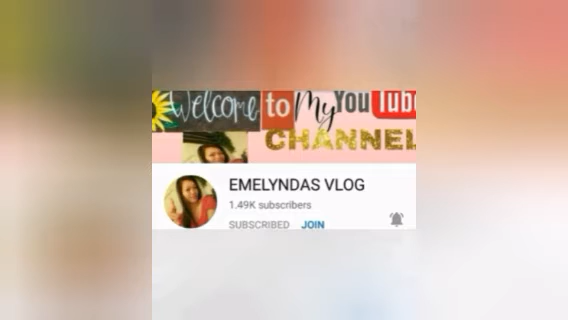 Welcome to My YouTube
CHANNEL
EMELYNDAS VLOG
1.49K subscribers
SUBSCRIBED JOIN